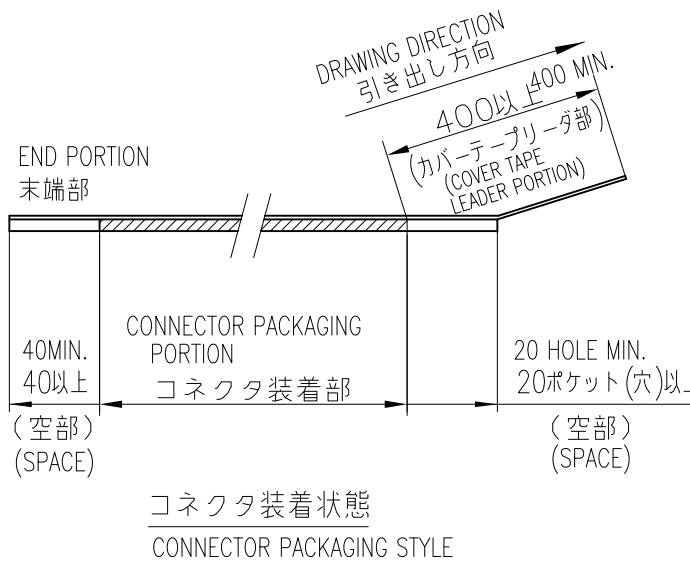 DRAWING DIRECTION
引き出し方向
400以上 400 MIN.
(カバーテープリーダ部)
(COVER TAPE
LEADER PORTION)
END PORTION
末端部
CONNECTOR PACKAGING
PORTION
コネクタ装着部
40MIN.
40以上
(空部)
(SPACE)
20 HOLE MIN.
20ポケット(穴)以上
(空部)
(SPACE)
コネクタ装着状態
CONNECTOR PACKAGING STYLE